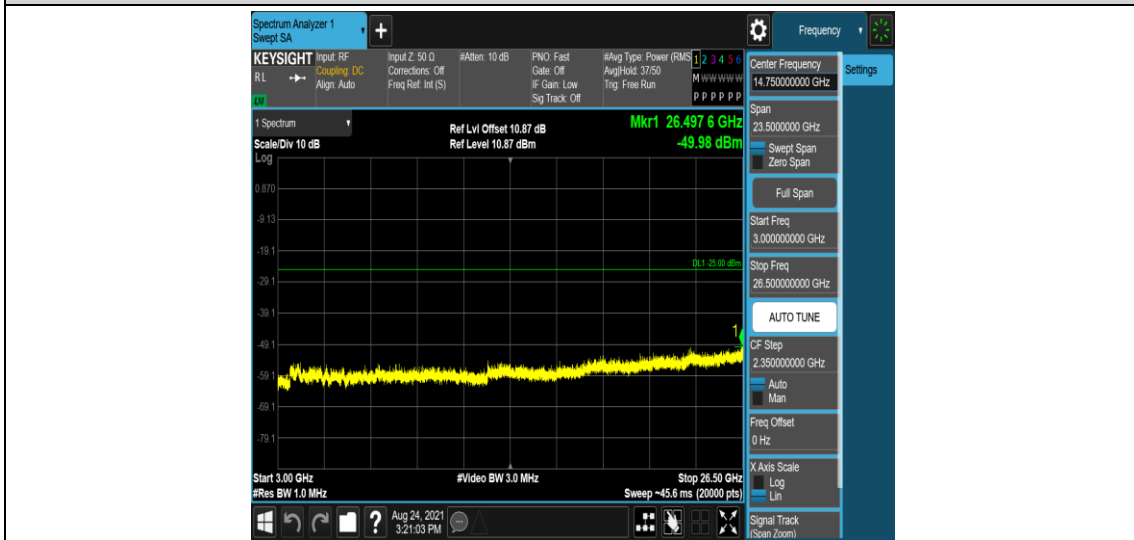 Spectrum Analyzer 1
Swept SA
+
Frequency
KEYSIGHT
RL
Input: RF
Coupling: DC
Align: Auto
Input Z: 50 Ω
Corrections: Off
Freq Ref: Int (S)
#Atten: 10 dB
PNO: Fast
Gate: Off
IF Gain: Low
Sig Track: Off
#Avg Type: Power (RMS
Avg|Hold: 37/50
Trig: Free Run
1 2 3 4 5 6
M W W W W W
P P P P P P
1 Spectrum
Scale/Div 10 dB
Ref Lvl Offset 10.87 dB
Ref Level 10.87 dBm
Mkr1 26.497 6 GHz
-49.98 dBm
Log
0.870
-9.13
-19.1
DL1 -25.00 dBm
-29.1
-39.1
1
-49.1
-59.1
-69.1
-79.1
Start 3.00 GHz
#Res BW 1.0 MHz
#Video BW 3.0 MHz
Stop 26.50 GHz
Sweep ~45.6 ms (20000 pts)
?
Aug 24, 2021
3:21:03 PM
Center Frequency
14.750000000 GHz
Settings
Span
23.5000000 GHz
Swept Span
Zero Span
Full Span
Start Freq
3.000000000 GHz
Stop Freq
26.500000000 GHz
AUTO TUNE
CF Step
2.350000000 GHz
Auto
Man
Freq Offset
0 Hz
X Axis Scale
Log
Lin
Signal Track
(Span Zoom)